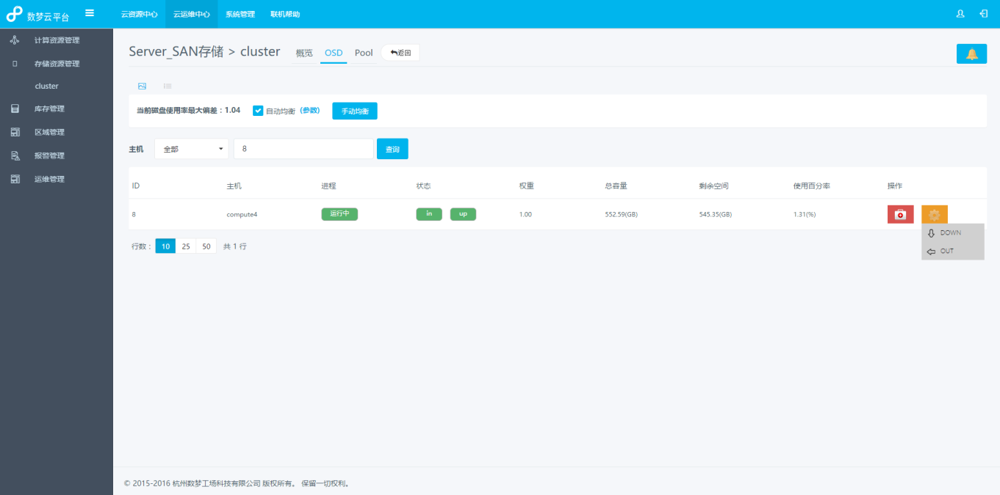 数梦云平台
云资源中心 云运维中心 系统管理 联机帮助
计算资源管理
存储资源管理
cluster
库存管理
区域管理
报警管理
运维管理
Server_SAN存储 > cluster 概览 OSD Pool 返回
当前磁盘使用率最大偏差：1.04 自动均衡 (参数) 手动均衡
主机 全部 8 查询
ID 主机 进程 状态 权重 总容量 剩余空间 使用百分率 操作
8 compute4 运行中 in up 1.00 552.59(GB) 545.35(GB) 1.31(%)
DOWN
OUT
行数： 10 25 50 共 1 行
© 2015-2016 杭州数梦工场科技有限公司 版权所有。 保留一切权利。